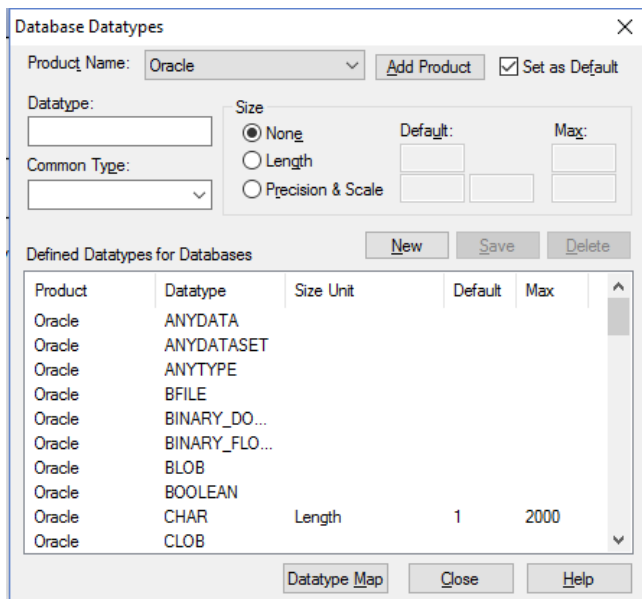 Database Datatypes
Product Name: Oracle Add Product Set as Default
Datatype:
Size
None Default: Max:
Length
Common Type:
Precision & Scale
New Save Delete
Defined Datatypes for Databases
Product Datatype Size Unit Default Max
Oracle ANYDATA
Oracle ANYDATASET
Oracle ANYTYPE
Oracle BFILE
Oracle BINARY_DO...
Oracle BINARY_FLO...
Oracle BLOB
Oracle BOOLEAN
Oracle CHAR Length 1 2000
Oracle CLOB
Datatype Map Close Help